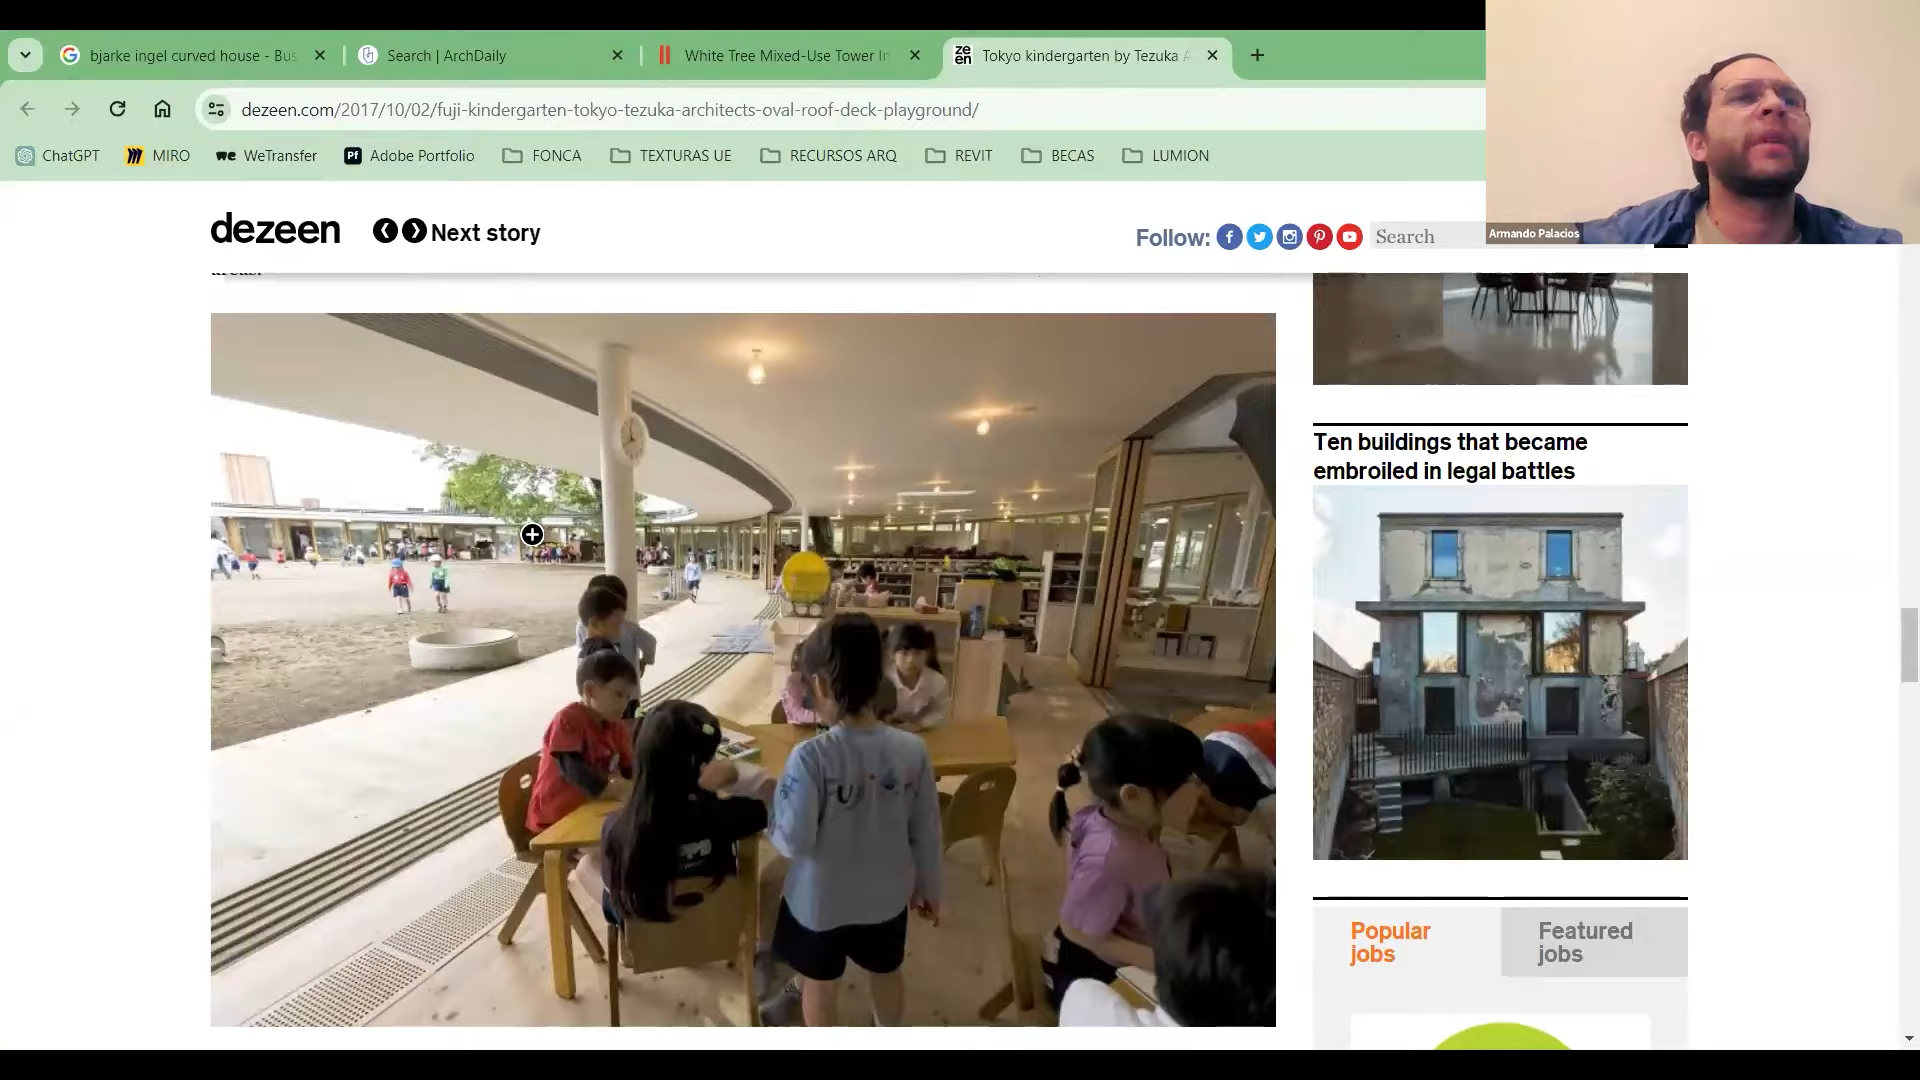 bjarke ingel curved house - Bus
Search | ArchDaily
White Tree Mixed-Use Tower In
Tokyo kindergarten by Tezuka A
dezeen.com/2017/10/02/fuji-kindergarten-tokyo-tezuka-architects-oval-roof-deck-playground/
ChatGPT
MIRO
WeTransfer
Adobe Portfolio
FONCA
TEXTURAS UE
RECURSOS ARQ
REVIT
BECAS
LUMION
Armando Palacios
dezeen
Next story
Follow:
Search
Ten buildings that became
embroiled in legal battles
Popular
jobs
Featured
jobs